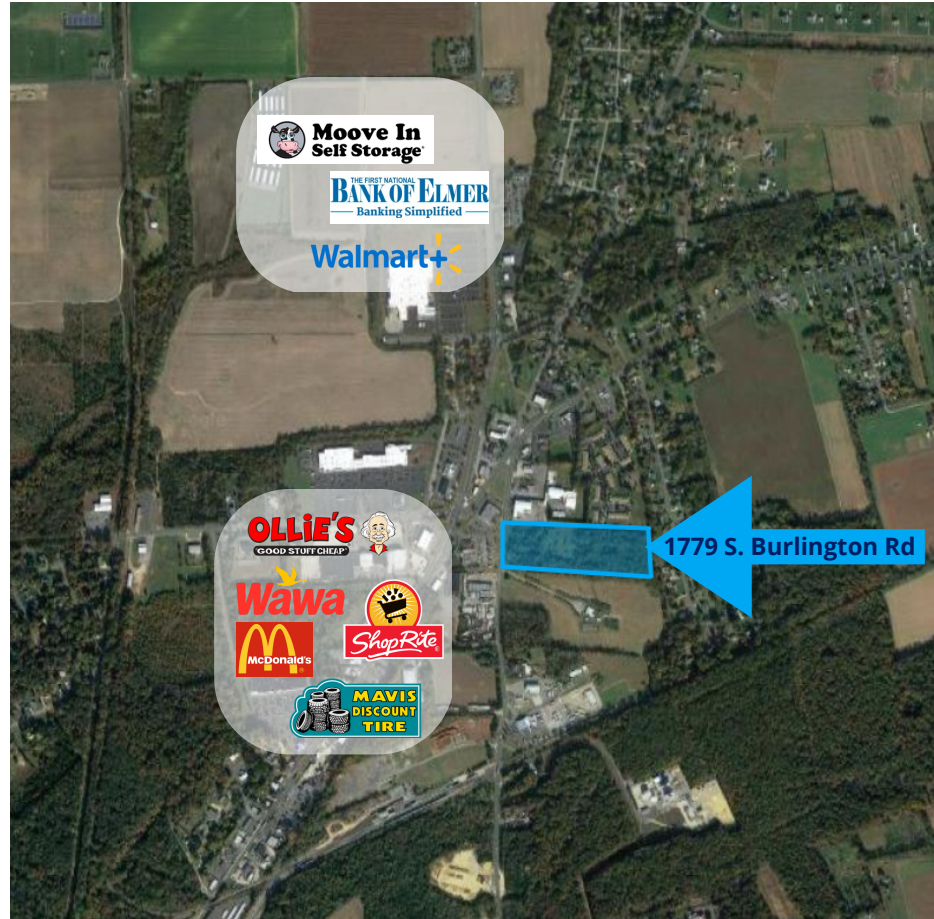 Moove In
Self Storage
THE FIRST NATIONAL
BANK OF ELMER
Banking Simplified
Walmart+
OLLiE'S
GOOD STUFF CHEAP
Wawa
ShopRite
McDonald's
MAVIS
DISCOUNT
TIRE
1779 S. Burlington Rd